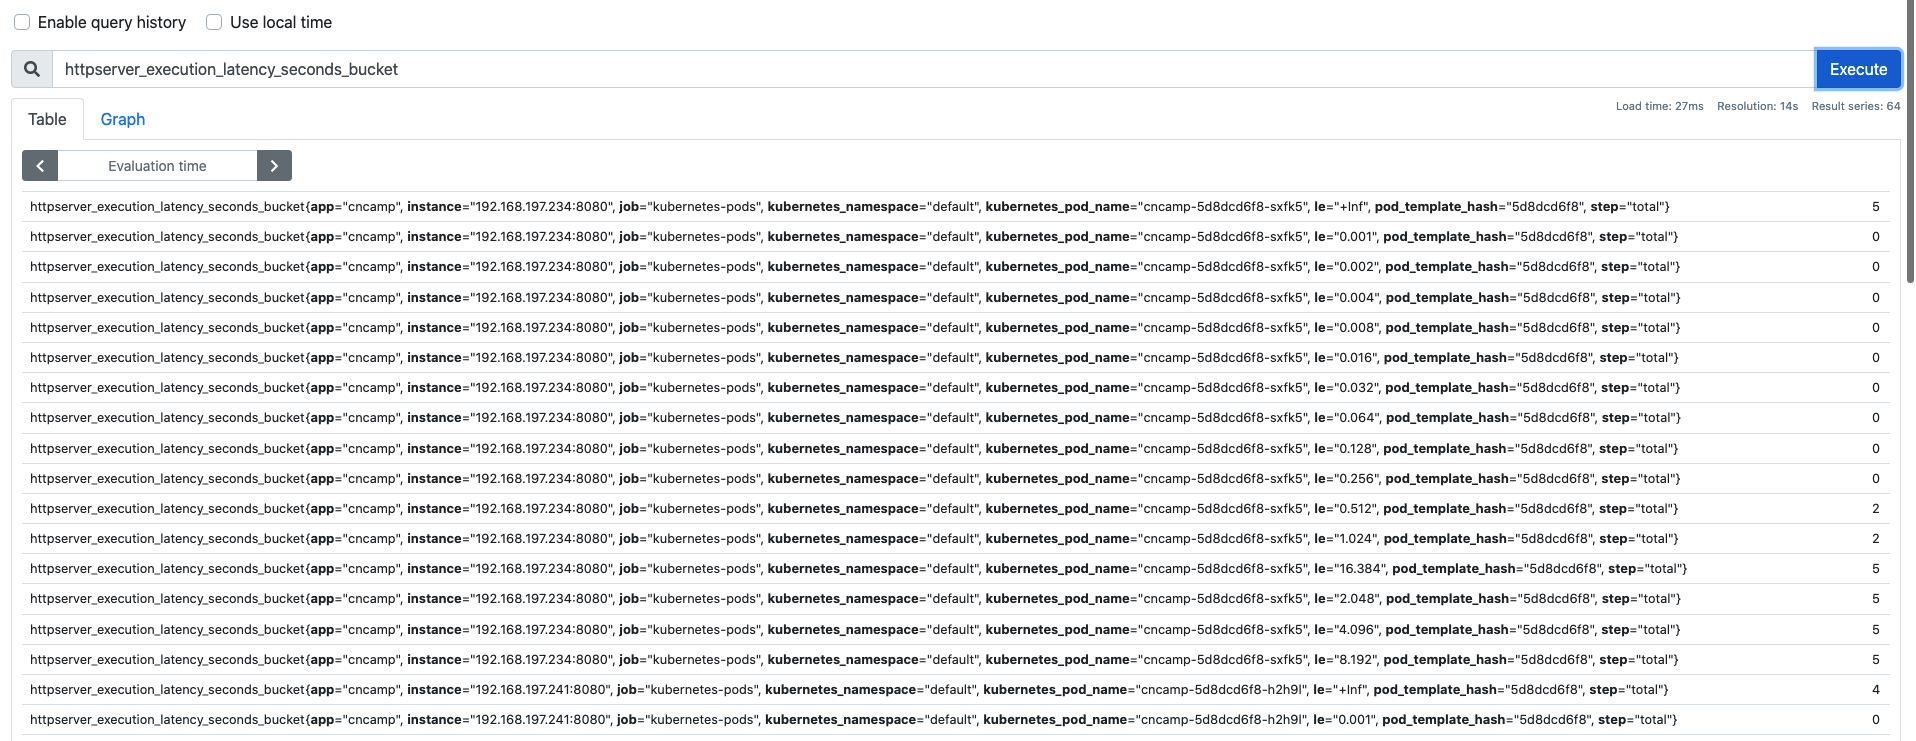 Enable query history Use local time
httpserver_execution_latency_seconds_bucket Execute
Load time: 27ms Resolution: 14s Result series: 64
Table Graph
Evaluation time
httpserver_execution_latency_seconds_bucket{app="cncamp", instance="192.168.197.234:8080", job="kubernetes-pods", kubernetes_namespace="default", kubernetes_pod_name="cncamp-5d8dcd6f8-sxfk5", le="+Inf", pod_template_hash="5d8dcd6f8", step="total"} 5
httpserver_execution_latency_seconds_bucket{app="cncamp", instance="192.168.197.234:8080", job="kubernetes-pods", kubernetes_namespace="default", kubernetes_pod_name="cncamp-5d8dcd6f8-sxfk5", le="0.001", pod_template_hash="5d8dcd6f8", step="total"} 0
httpserver_execution_latency_seconds_bucket{app="cncamp", instance="192.168.197.234:8080", job="kubernetes-pods", kubernetes_namespace="default", kubernetes_pod_name="cncamp-5d8dcd6f8-sxfk5", le="0.002", pod_template_hash="5d8dcd6f8", step="total"} 0
httpserver_execution_latency_seconds_bucket{app="cncamp", instance="192.168.197.234:8080", job="kubernetes-pods", kubernetes_namespace="default", kubernetes_pod_name="cncamp-5d8dcd6f8-sxfk5", le="0.004", pod_template_hash="5d8dcd6f8", step="total"} 0
httpserver_execution_latency_seconds_bucket{app="cncamp", instance="192.168.197.234:8080", job="kubernetes-pods", kubernetes_namespace="default", kubernetes_pod_name="cncamp-5d8dcd6f8-sxfk5", le="0.008", pod_template_hash="5d8dcd6f8", step="total"} 0
httpserver_execution_latency_seconds_bucket{app="cncamp", instance="192.168.197.234:8080", job="kubernetes-pods", kubernetes_namespace="default", kubernetes_pod_name="cncamp-5d8dcd6f8-sxfk5", le="0.016", pod_template_hash="5d8dcd6f8", step="total"} 0
httpserver_execution_latency_seconds_bucket{app="cncamp", instance="192.168.197.234:8080", job="kubernetes-pods", kubernetes_namespace="default", kubernetes_pod_name="cncamp-5d8dcd6f8-sxfk5", le="0.032", pod_template_hash="5d8dcd6f8", step="total"} 0
httpserver_execution_latency_seconds_bucket{app="cncamp", instance="192.168.197.234:8080", job="kubernetes-pods", kubernetes_namespace="default", kubernetes_pod_name="cncamp-5d8dcd6f8-sxfk5", le="0.064", pod_template_hash="5d8dcd6f8", step="total"} 0
httpserver_execution_latency_seconds_bucket{app="cncamp", instance="192.168.197.234:8080", job="kubernetes-pods", kubernetes_namespace="default", kubernetes_pod_name="cncamp-5d8dcd6f8-sxfk5", le="0.128", pod_template_hash="5d8dcd6f8", step="total"} 0
httpserver_execution_latency_seconds_bucket{app="cncamp", instance="192.168.197.234:8080", job="kubernetes-pods", kubernetes_namespace="default", kubernetes_pod_name="cncamp-5d8dcd6f8-sxfk5", le="0.256", pod_template_hash="5d8dcd6f8", step="total"} 0
httpserver_execution_latency_seconds_bucket{app="cncamp", instance="192.168.197.234:8080", job="kubernetes-pods", kubernetes_namespace="default", kubernetes_pod_name="cncamp-5d8dcd6f8-sxfk5", le="0.512", pod_template_hash="5d8dcd6f8", step="total"} 2
httpserver_execution_latency_seconds_bucket{app="cncamp", instance="192.168.197.234:8080", job="kubernetes-pods", kubernetes_namespace="default", kubernetes_pod_name="cncamp-5d8dcd6f8-sxfk5", le="1.024", pod_template_hash="5d8dcd6f8", step="total"} 2
httpserver_execution_latency_seconds_bucket{app="cncamp", instance="192.168.197.234:8080", job="kubernetes-pods", kubernetes_namespace="default", kubernetes_pod_name="cncamp-5d8dcd6f8-sxfk5", le="16.384", pod_template_hash="5d8dcd6f8", step="total"} 5
httpserver_execution_latency_seconds_bucket{app="cncamp", instance="192.168.197.234:8080", job="kubernetes-pods", kubernetes_namespace="default", kubernetes_pod_name="cncamp-5d8dcd6f8-sxfk5", le="2.048", pod_template_hash="5d8dcd6f8", step="total"} 5
httpserver_execution_latency_seconds_bucket{app="cncamp", instance="192.168.197.234:8080", job="kubernetes-pods", kubernetes_namespace="default", kubernetes_pod_name="cncamp-5d8dcd6f8-sxfk5", le="4.096", pod_template_hash="5d8dcd6f8", step="total"} 5
httpserver_execution_latency_seconds_bucket{app="cncamp", instance="192.168.197.234:8080", job="kubernetes-pods", kubernetes_namespace="default", kubernetes_pod_name="cncamp-5d8dcd6f8-sxfk5", le="8.192", pod_template_hash="5d8dcd6f8", step="total"} 5
httpserver_execution_latency_seconds_bucket{app="cncamp", instance="192.168.197.241:8080", job="kubernetes-pods", kubernetes_namespace="default", kubernetes_pod_name="cncamp-5d8dcd6f8-h2h9l", le="+Inf", pod_template_hash="5d8dcd6f8", step="total"} 4
httpserver_execution_latency_seconds_bucket{app="cncamp", instance="192.168.197.241:8080", job="kubernetes-pods", kubernetes_namespace="default", kubernetes_pod_name="cncamp-5d8dcd6f8-h2h9l", le="0.001", pod_template_hash="5d8dcd6f8", step="total"} 0